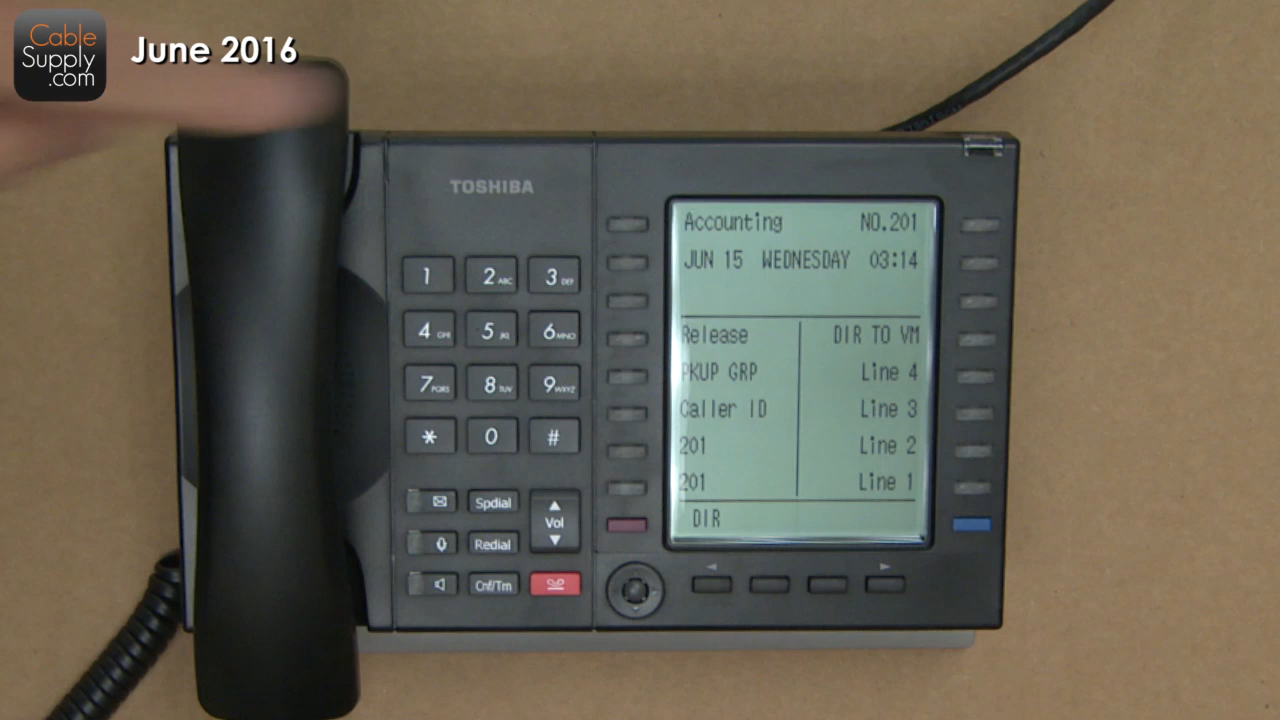 Cable
Supply
.com
June 2016
TOSHIBA
Accounting NO.201
JUN 15 WEDNESDAY 03:14
Release DIR TO VM
PKUP GRP Line 4
Caller ID Line 3
201 Line 2
201 Line 1
DIR
1 2 ABC 3 DEF
4 GHI 5 JKL 6 MNO
7 PQRS 8 TUV 9 WXYZ
* 0 #
Spdial
Vol
Redial
Cnf/Trn